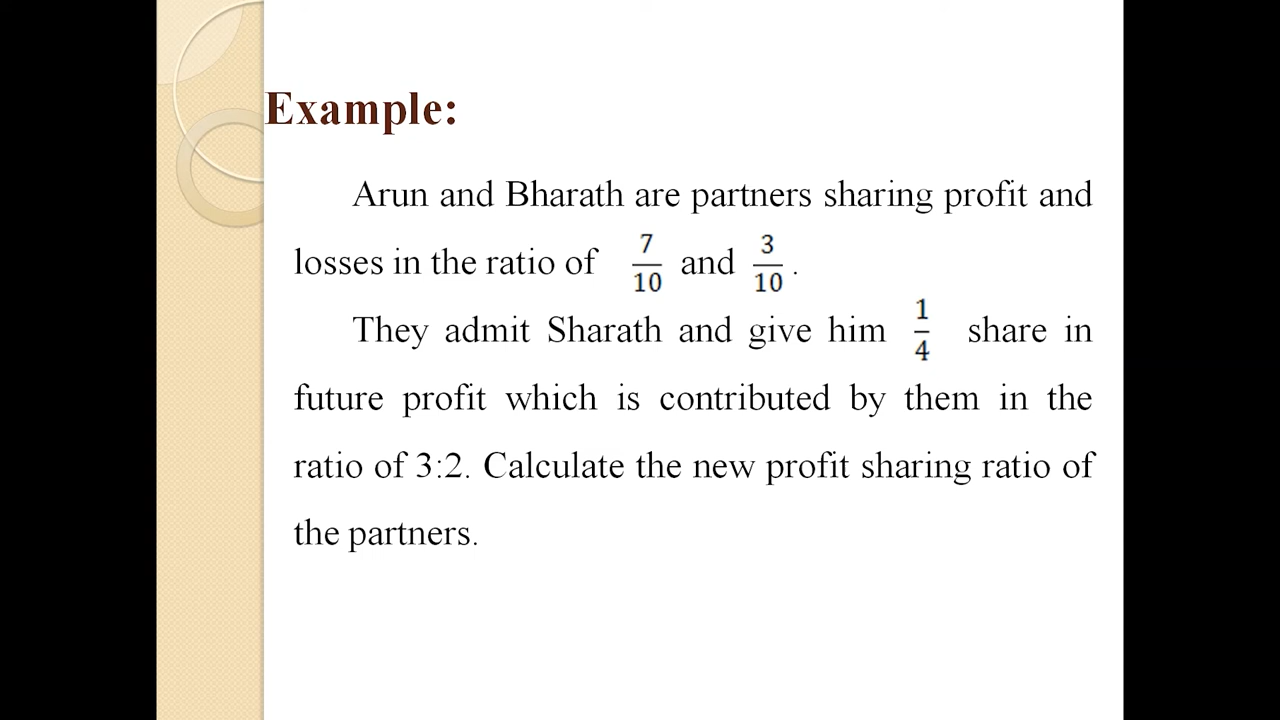 Example:
Arun and Bharath are partners sharing profit and
losses in the ratio of 7/10 and 3/10 .
They admit Sharath and give him 1/4 share in
future profit which is contributed by them in the
ratio of 3:2. Calculate the new profit sharing ratio of
the partners.